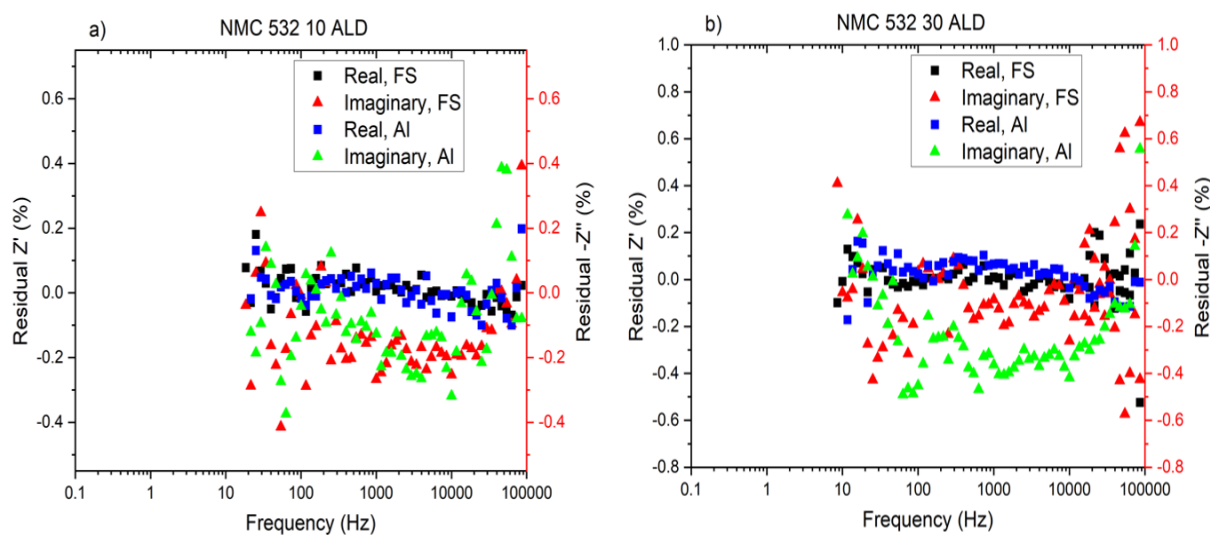 a) NMC 532 10 ALD
Real, FS
Imaginary, FS
Real, Al
Imaginary, Al
0.6
0.4
0.2
0.0
-0.2
-0.4
Residual Z' (%)
0.6
0.4
0.2
0.0
-0.2
-0.4
Residual -Z'' (%)
0.1 1 10 100 1000 10000 100000
Frequency (Hz)
b) NMC 532 30 ALD
Real, FS
Imaginary, FS
Real, Al
Imaginary, Al
1.0
0.8
0.6
0.4
0.2
0.0
-0.2
-0.4
-0.6
-0.8
Residual Z' (%)
1.0
0.8
0.6
0.4
0.2
0.0
-0.2
-0.4
-0.6
-0.8
Residual -Z'' (%)
0.1 1 10 100 1000 10000 100000
Frequency (Hz)